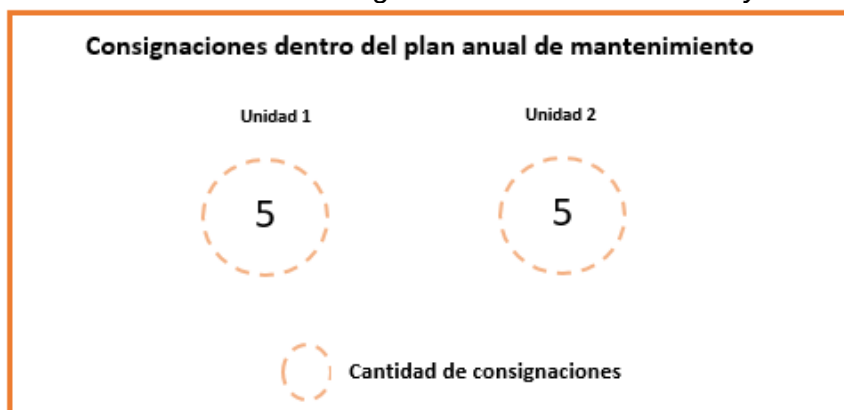 Consignaciones dentro del plan anual de mantenimiento
Unidad 1
Unidad 2
5
5
Cantidad de consignaciones